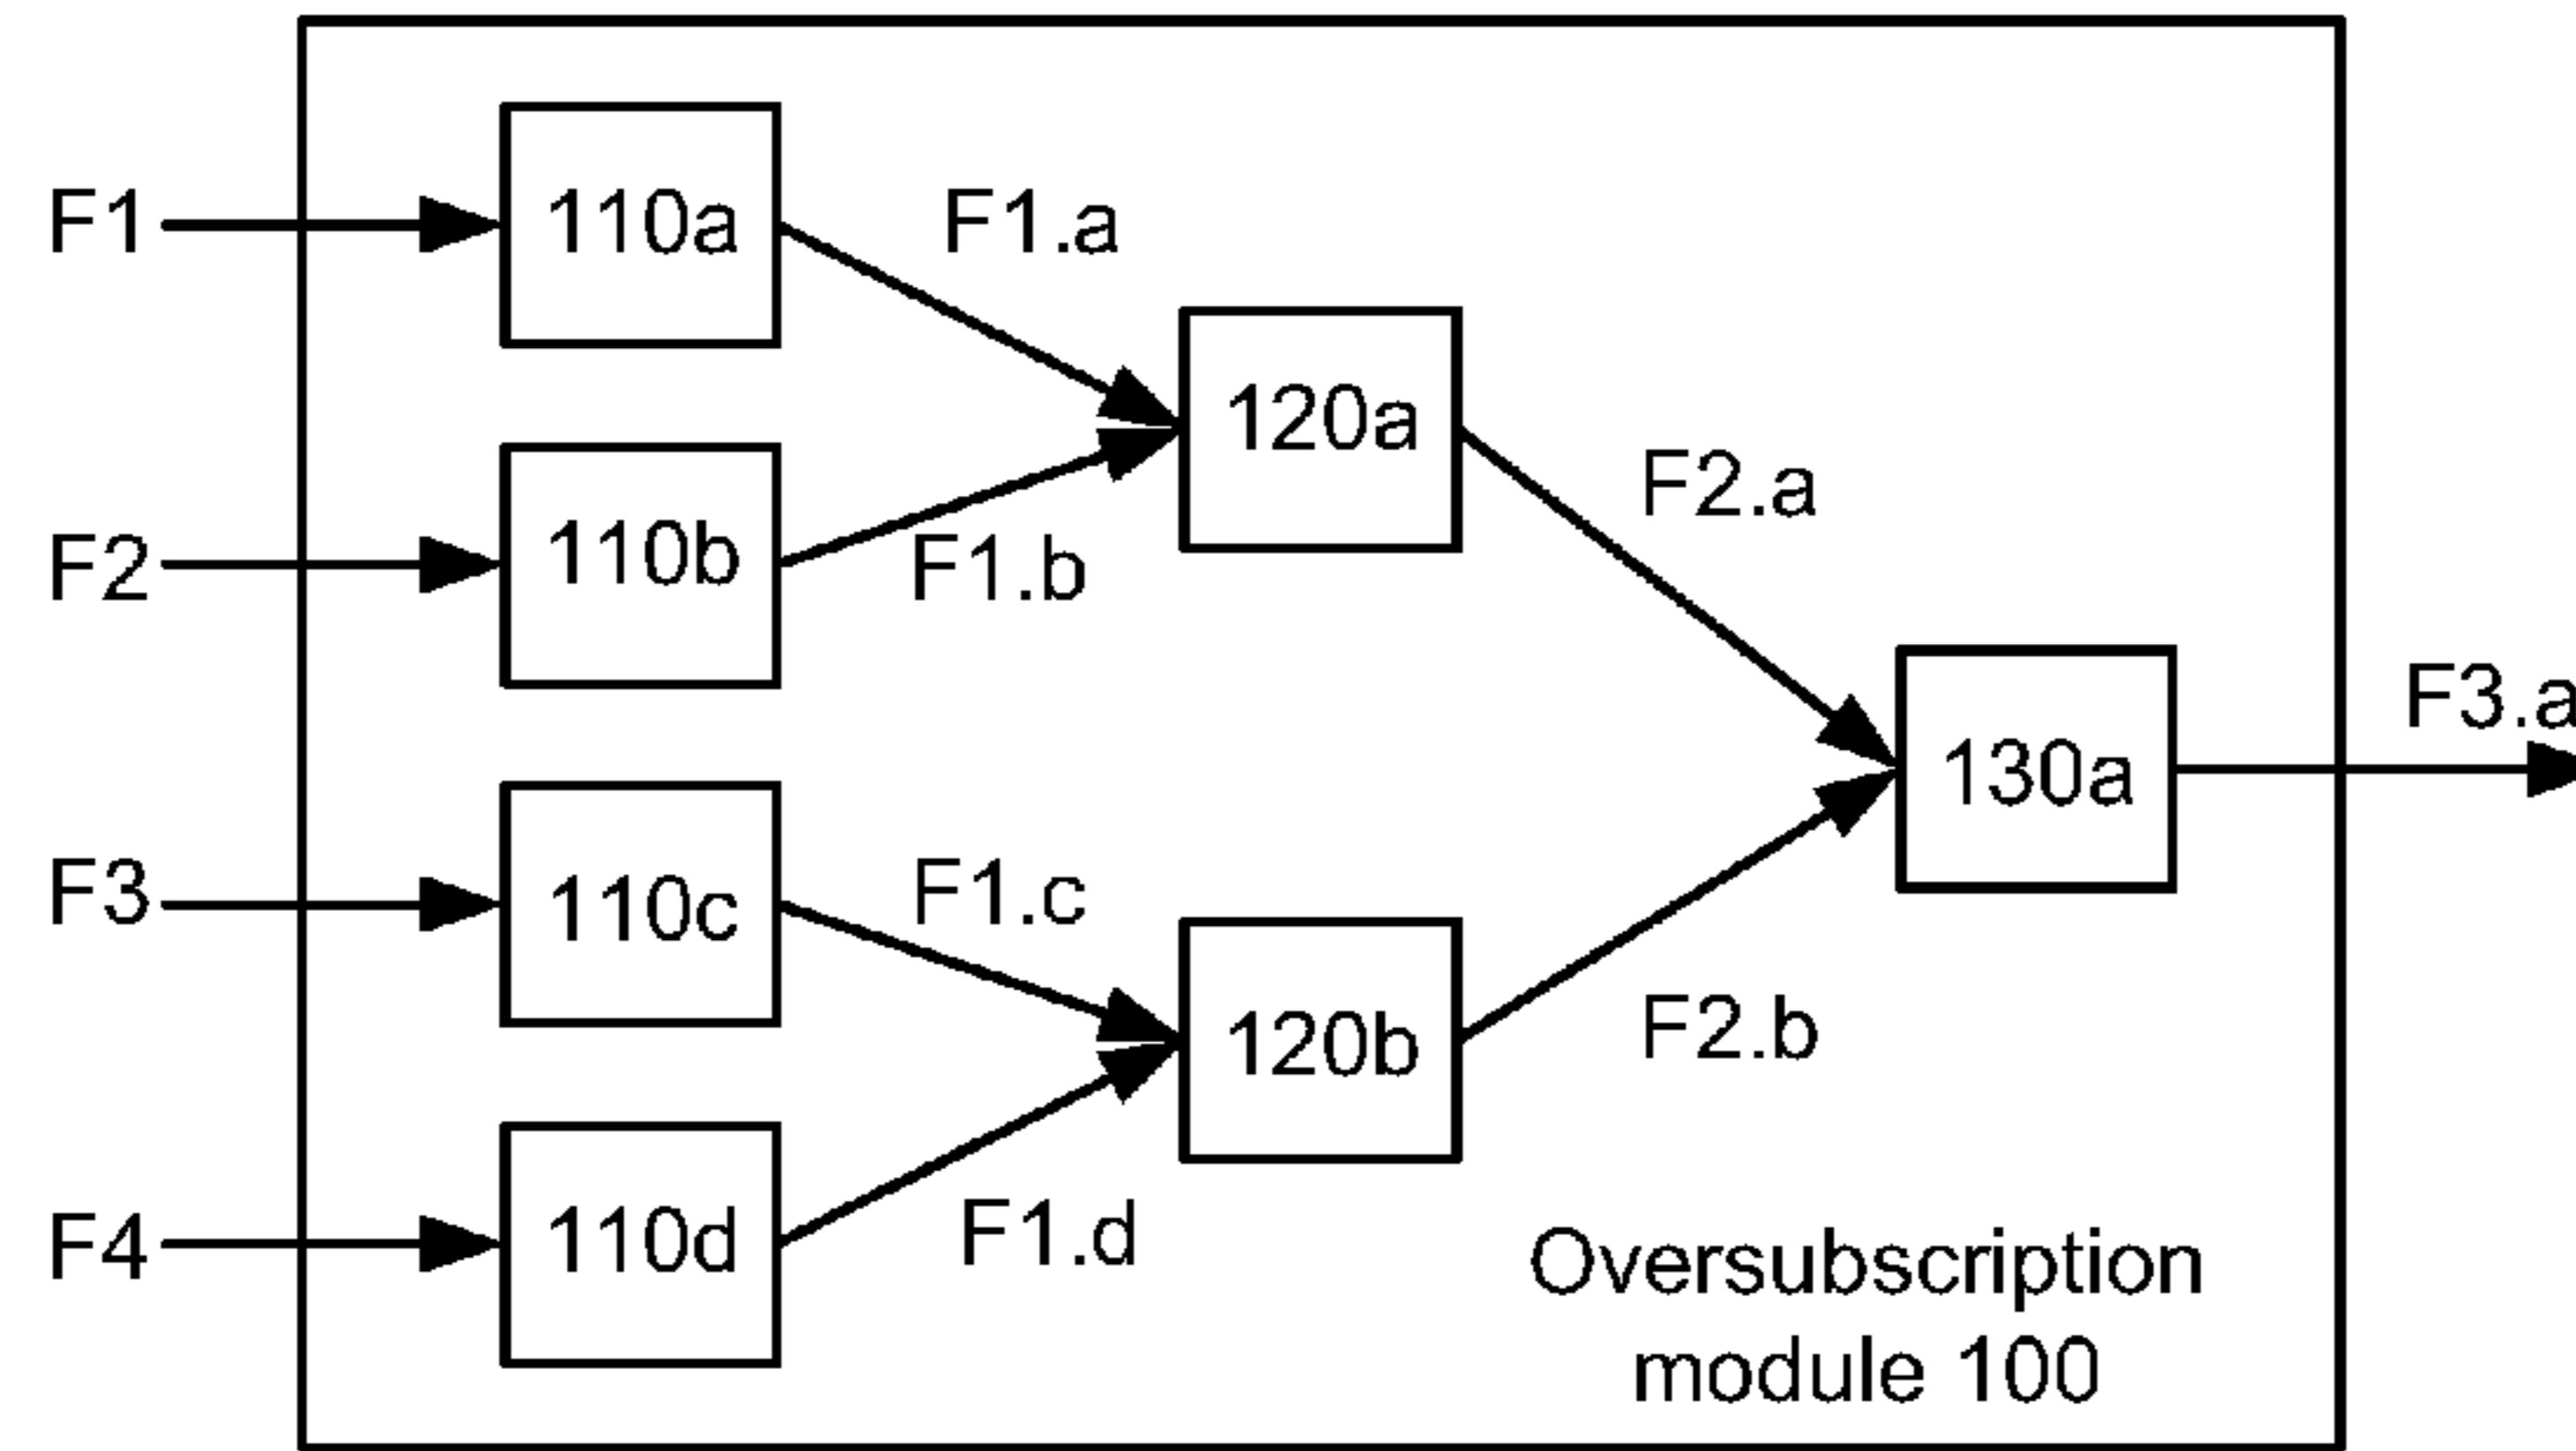 F1
110a
F1.a
120a
F2.a
F2
110b
F1.b
130a
F3.a
F3
110c
F1.c
120b
F2.b
F4
110d
F1.d
Oversubscription
module 100